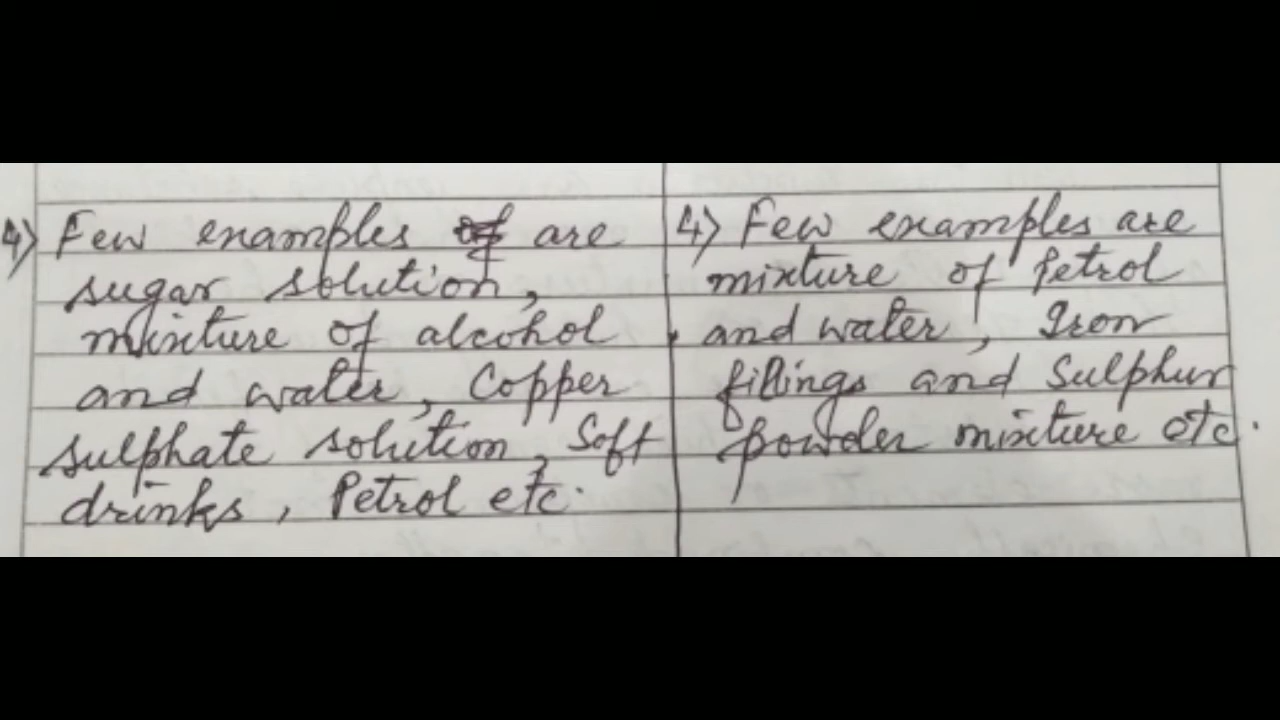 4) Few examples of are
sugar solution,
mixture of alcohol
and water, Copper
sulphate solution, Soft
drinks, Petrol etc.
4) Few examples are
mixture of Petrol
and water, Iron
fillings and Sulphur
powder mixture etc.